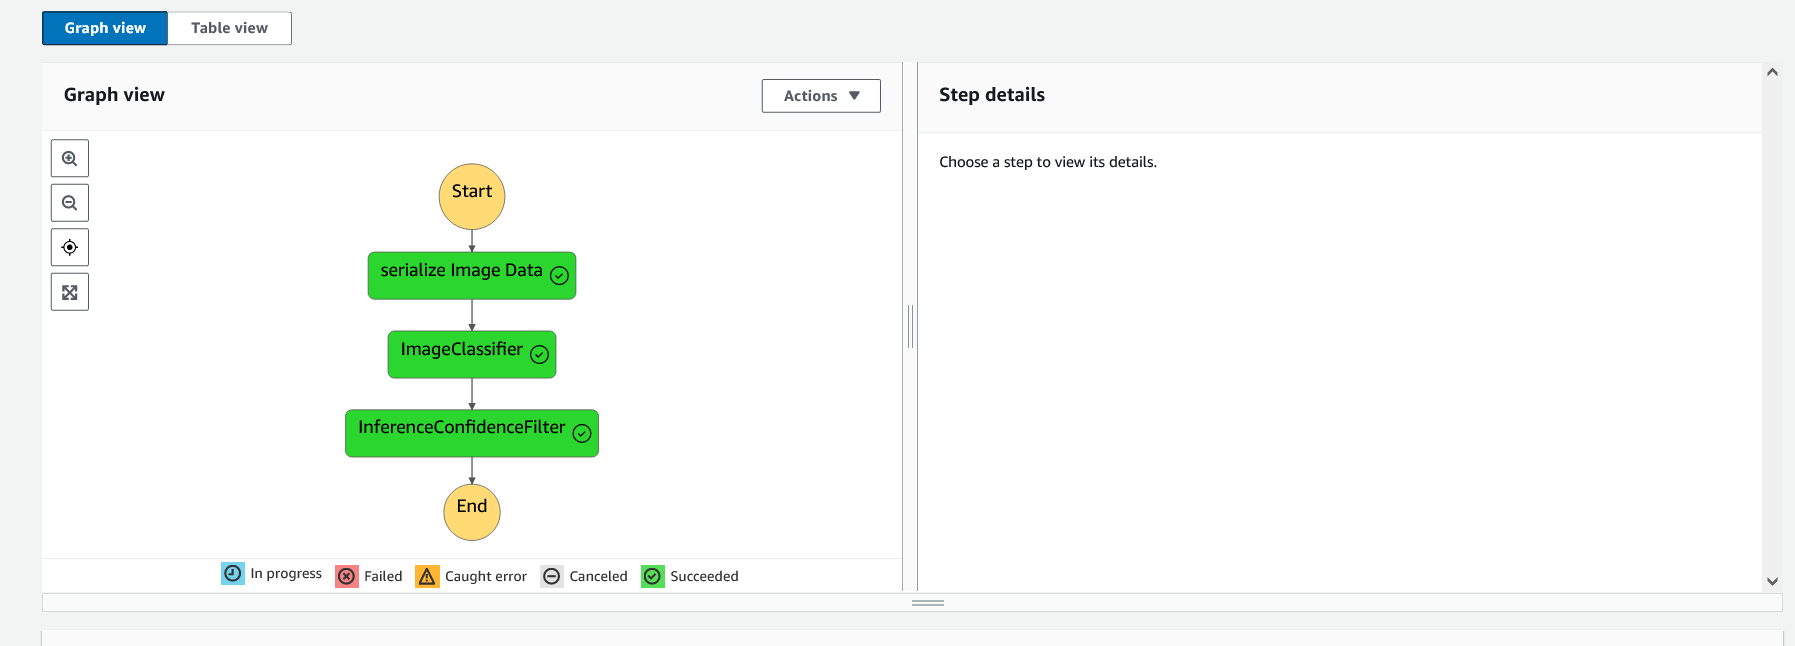 Graph view
Table view
Graph view
Actions
Start
serialize Image Data
ImageClassifier
InferenceConfidenceFilter
End
In progress
Failed
Caught error
Canceled
Succeeded
Step details
Choose a step to view its details.